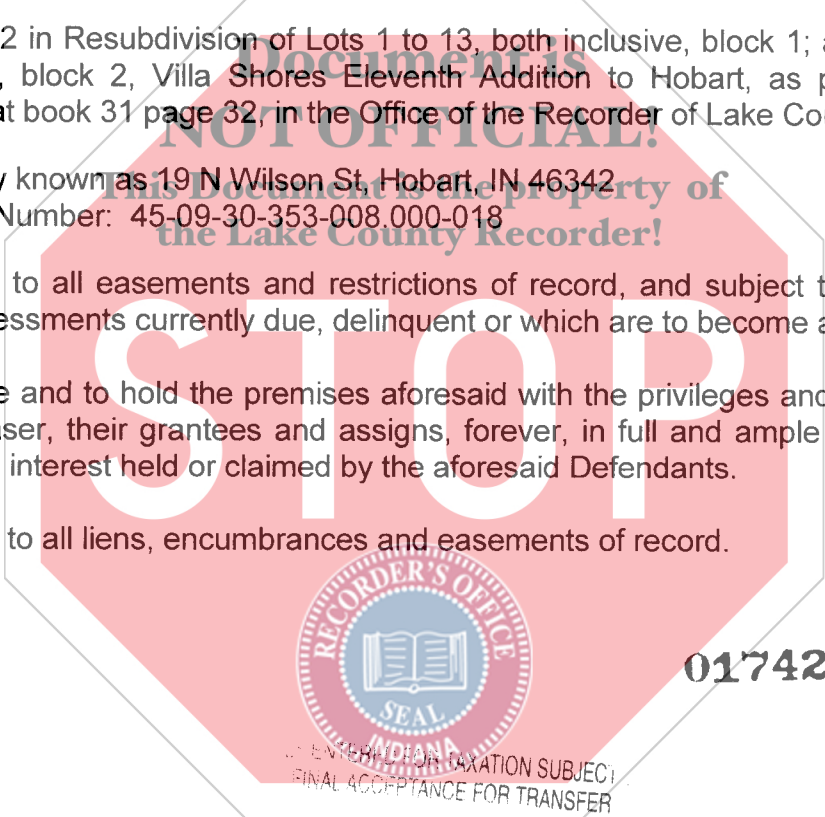 2 in Resubdivision of Lots 1 to 13, both inclusive, block 1; a
Document is
, block 2, Villa Shores Eleventh Addition to Hobart, as p
at book 31 page 32, in the Office of the Recorder of Lake Co
NOT OFFICIAL!
y known as 19 N Wilson St, Hobart, IN 46342
This Document is the property of
Number: 45-09-30-353-008.000-018
the Lake County Recorder!
to all easements and restrictions of record, and subject t
essments currently due, delinquent or which are to become a
e and to hold the premises aforesaid with the privileges and
ser, their grantees and assigns, forever, in full and ample
interest held or claimed by the aforesaid Defendants.
STOP
to all liens, encumbrances and easements of record.
RECORDER'S OFFICE
SEAL
INDIANA
01742
ENTERED FOR TAXATION SUBJECT
FINAL ACCEPTANCE FOR TRANSFER